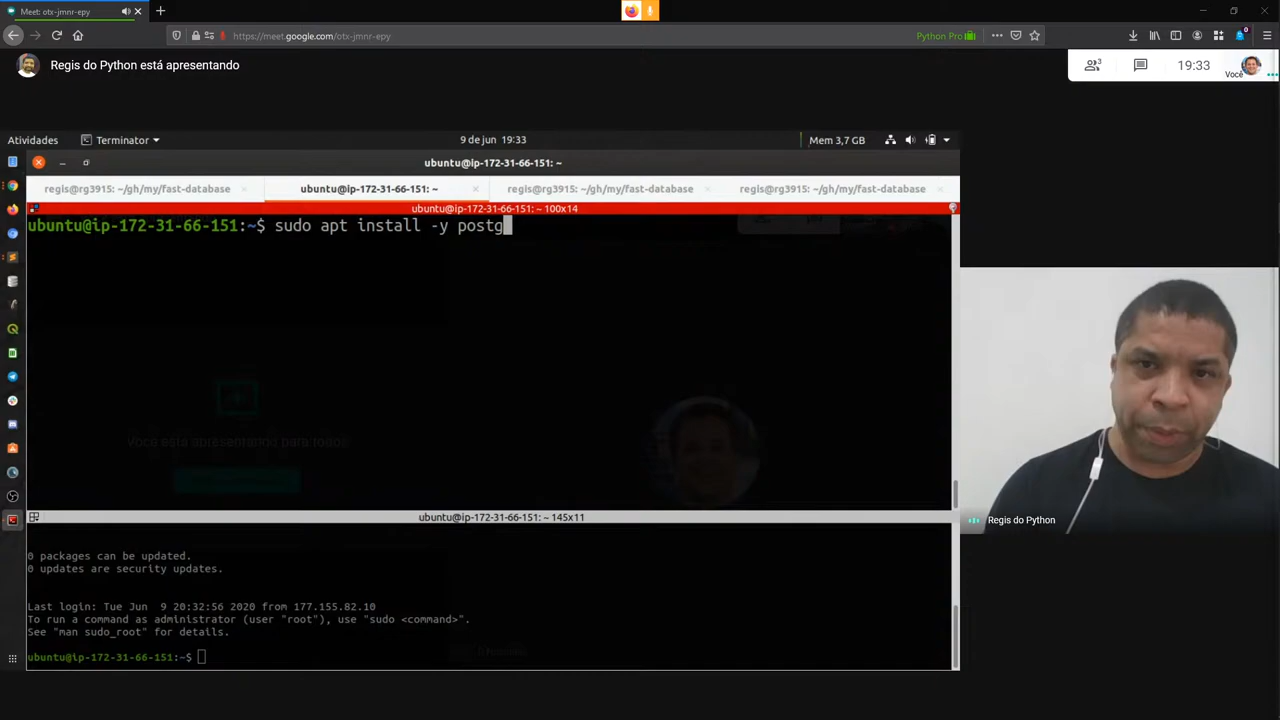 Meet: otx-jmnr-epy
https://meet.google.com/otx-jmnr-epy
Python Pro
Regis do Python está apresentando
3
19:33
Você
Atividades
Terminator
9 de jun 19:33
Mem 3,7 GB
ubuntu@ip-172-31-66-151: ~
regis@rg3915: ~/gh/my/fast-database
ubuntu@ip-172-31-66-151: ~
regis@rg3915: ~/gh/my/fast-database
regis@rg3915: ~/gh/my/fast-database
ubuntu@ip-172-31-66-151: ~ 100x14
ubuntu@ip-172-31-66-151:~$ sudo apt install -y postg
Você está apresentando para todos
Regis do Python
ubuntu@ip-172-31-66-151: ~ 145x11
0 packages can be updated.
0 updates are security updates.
Last login: Tue Jun  9 20:32:56 2020 from 177.155.82.10
To run a command as administrator (user "root"), use "sudo <command>".
See "man sudo_root" for details.
ubuntu@ip-172-31-66-151:~$